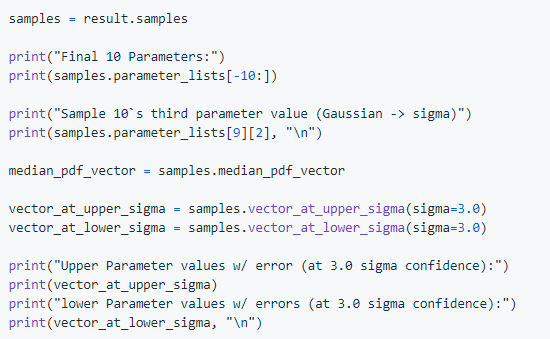 samples = result.samples
print("Final 10 Parameters:")
print(samples.parameter_lists[-10:])
print("Sample 10`s third parameter value (Gaussian -> sigma)")
print(samples.parameter_lists[9][2], "\n")
median_pdf_vector = samples.median_pdf_vector
vector_at_upper_sigma = samples.vector_at_upper_sigma(sigma=3.0)
vector_at_lower_sigma = samples.vector_at_lower_sigma(sigma=3.0)
print("Upper Parameter values w/ error (at 3.0 sigma confidence):")
print(vector_at_upper_sigma)
print("lower Parameter values w/ errors (at 3.0 sigma confidence):")
print(vector_at_lower_sigma, "\n")